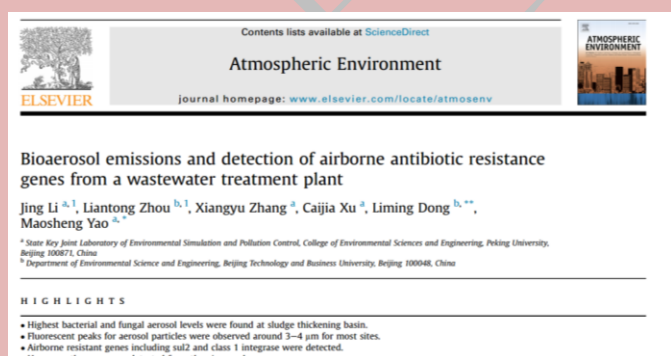 Contents lists available at ScienceDirect
Atmospheric Environment
journal homepage: www.elsevier.com/locate/atmosenv
ELSEVIER
ATMOSPHERIC
ENVIRONMENT
Bioaerosol emissions and detection of airborne antibiotic resistance
genes from a wastewater treatment plant
Jing Li a, 1, Liantong Zhou b, 1, Xiangyu Zhang a, Caijia Xu a, Liming Dong b, **,
Maosheng Yao a, *
a State Key Joint Laboratory of Environmental Simulation and Pollution Control, College of Environmental Sciences and Engineering, Peking University,
Beijing 100871, China
b Department of Environmental Science and Engineering, Beijing Technology and Business University, Beijing 100048, China
HIGHLIGHTS
• Highest bacterial and fungal aerosol levels were found at sludge thickening basin.
• Fluorescent peaks for aerosol particles were observed around 3–4 μm for most sites.
• Airborne resistant genes including sul2 and class 1 integrase were detected.